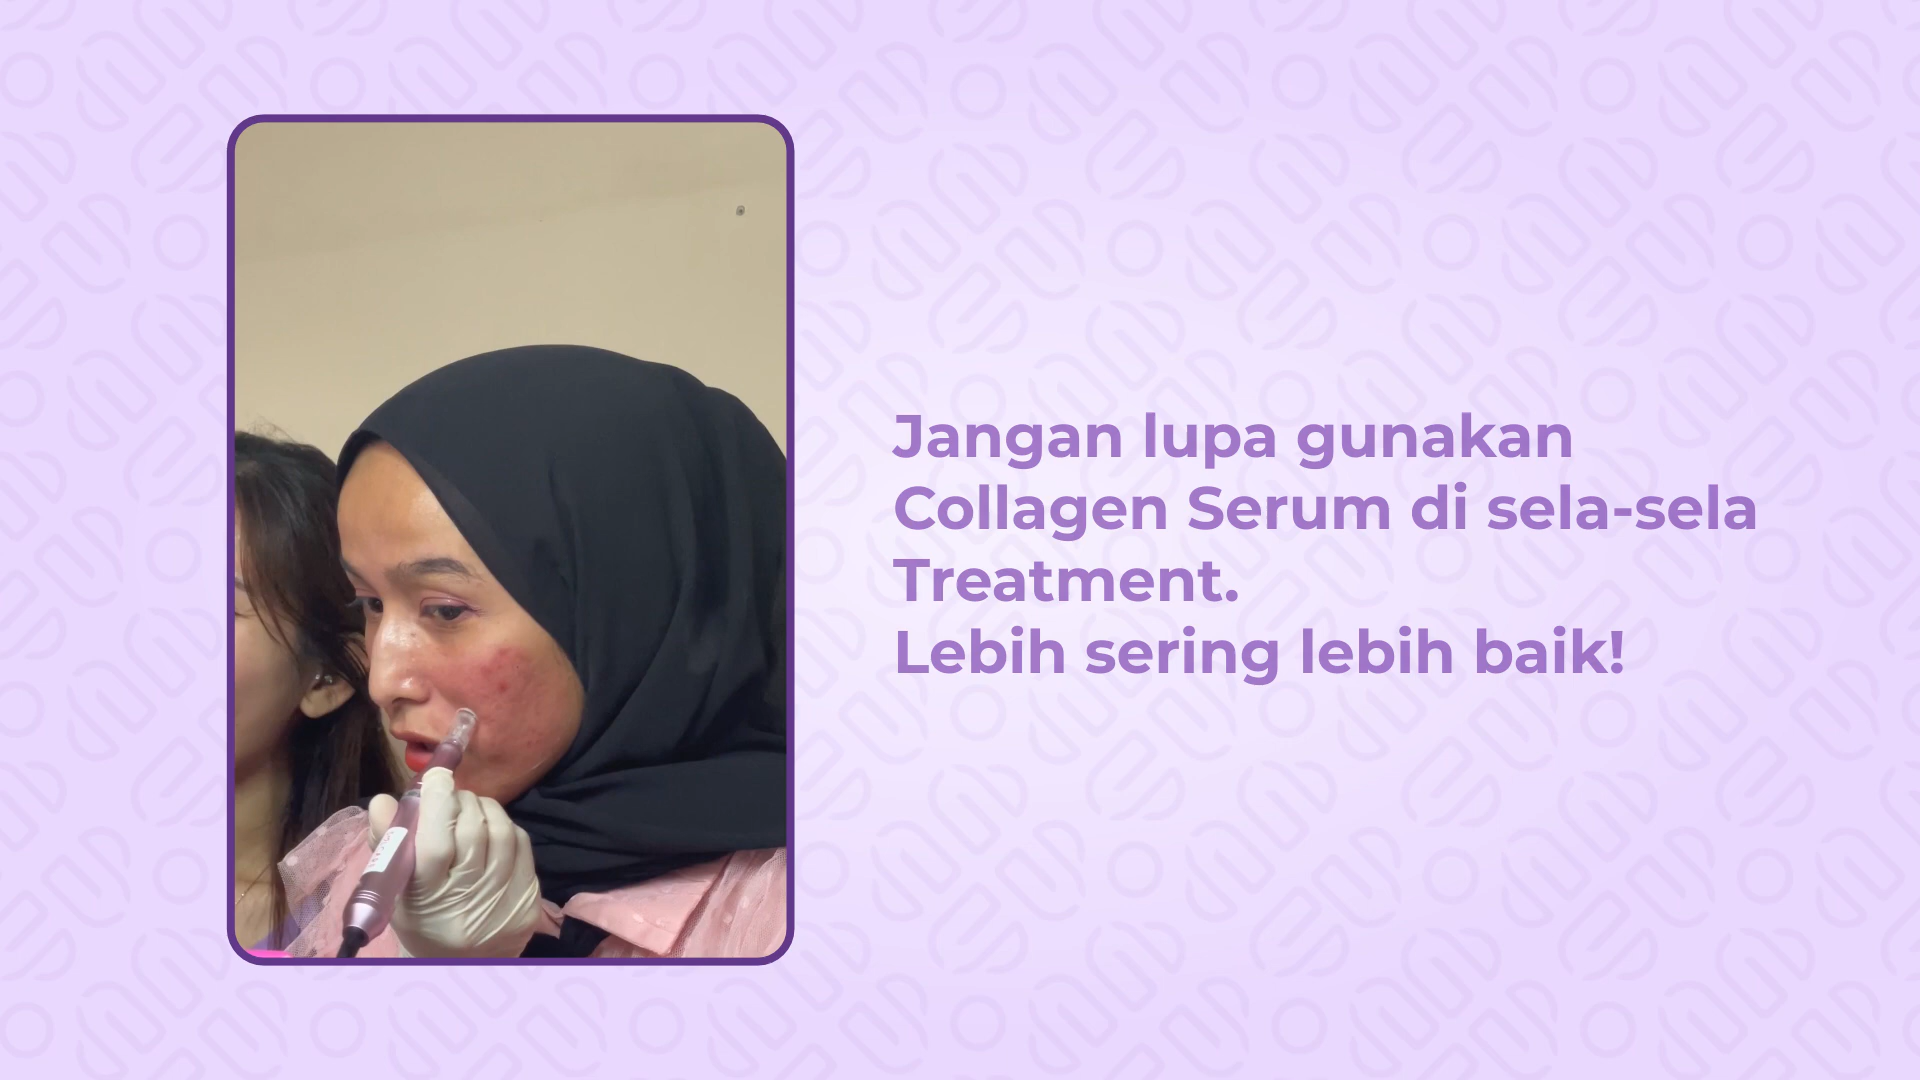 Jangan lupa gunakan
Collagen Serum di sela-sela
Treatment.
Lebih sering lebih baik!